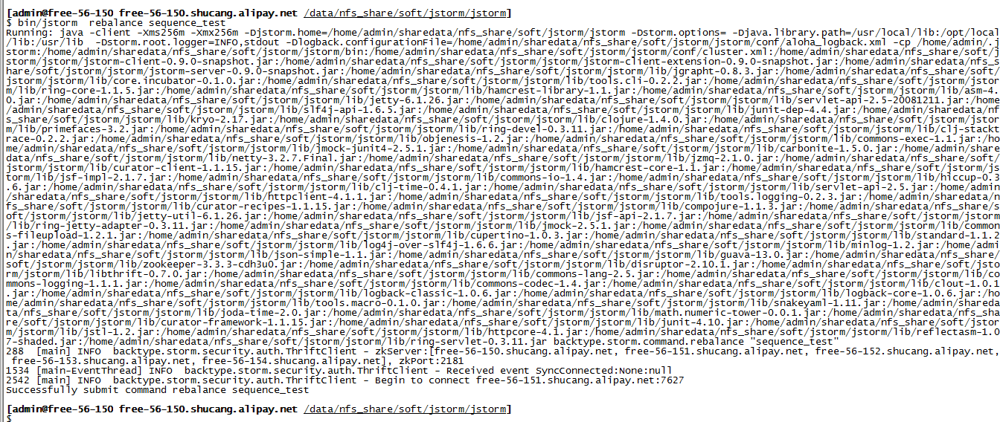 [admin@free-56-150 free-56-150.shucang.alipay.net /data/nfs_share/soft/jstorm/jstorm]
$ bin/jstorm  rebalance sequence_test
Running: java -client -Xms256m -Xmx256m -Djstorm.home=/home/admin/sharedata/nfs_share/soft/jstorm/jstorm -Dstorm.options= -Djava.library.path=/usr/local/lib:/opt/local
/lib:/usr/lib  -Dstorm.root.logger=INFO,stdout -Dlogback.configurationFile=/home/admin/sharedata/nfs_share/soft/jstorm/jstorm/conf/aloha_logback.xml -cp /home/admin/.j
storm:/home/admin/sharedata/nfs_share/soft/jstorm/jstorm/bin:/home/admin/sharedata/nfs_share/soft/jstorm/jstorm/conf/cluster.xml:/home/admin/sharedata/nfs_share/soft/j
storm/jstorm/jstorm-client-0.9.0-snapshot.jar:/home/admin/sharedata/nfs_share/soft/jstorm/jstorm/jstorm-client-extension-0.9.0-snapshot.jar:/home/admin/sharedata/nfs_s
hare/soft/jstorm/jstorm/jstorm-server-0.9.0-snapshot.jar:/home/admin/sharedata/nfs_share/soft/jstorm/jstorm/lib/jgrapht-0.8.3.jar:/home/admin/sharedata/nfs_share/soft/
jstorm/jstorm/lib/core.incubator-0.1.0.jar:/home/admin/sharedata/nfs_share/soft/jstorm/jstorm/lib/tools.cli-0.2.2.jar:/home/admin/sharedata/nfs_share/soft/jstorm/jstor
m/lib/ring-core-1.1.5.jar:/home/admin/sharedata/nfs_share/soft/jstorm/jstorm/lib/hamcrest-library-1.1.jar:/home/admin/sharedata/nfs_share/soft/jstorm/jstorm/lib/asm-4.
0.jar:/home/admin/sharedata/nfs_share/soft/jstorm/jstorm/lib/jetty-6.1.26.jar:/home/admin/sharedata/nfs_share/soft/jstorm/jstorm/lib/servlet-api-2.5-20081211.jar:/home
/admin/sharedata/nfs_share/soft/jstorm/jstorm/lib/slf4j-api-1.6.5.jar:/home/admin/sharedata/nfs_share/soft/jstorm/jstorm/lib/junit-dep-4.4.jar:/home/admin/sharedata/nf
s_share/soft/jstorm/jstorm/lib/kryo-2.17.jar:/home/admin/sharedata/nfs_share/soft/jstorm/jstorm/lib/clojure-1.4.0.jar:/home/admin/sharedata/nfs_share/soft/jstorm/jstor
m/lib/primefaces-3.2.jar:/home/admin/sharedata/nfs_share/soft/jstorm/jstorm/lib/ring-devel-0.3.11.jar:/home/admin/sharedata/nfs_share/soft/jstorm/jstorm/lib/clj-stackt
race-0.2.2.jar:/home/admin/sharedata/nfs_share/soft/jstorm/jstorm/lib/objenesis-1.2.jar:/home/admin/sharedata/nfs_share/soft/jstorm/jstorm/lib/commons-exec-1.1.jar:/ho
me/admin/sharedata/nfs_share/soft/jstorm/jstorm/lib/jmock-junit4-2.5.1.jar:/home/admin/sharedata/nfs_share/soft/jstorm/jstorm/lib/carbonite-1.5.0.jar:/home/admin/share
data/nfs_share/soft/jstorm/jstorm/lib/netty-3.2.7.Final.jar:/home/admin/sharedata/nfs_share/soft/jstorm/jstorm/lib/jzmq-2.1.0.jar:/home/admin/sharedata/nfs_share/soft/
jstorm/jstorm/lib/curator-client-1.1.15.jar:/home/admin/sharedata/nfs_share/soft/jstorm/jstorm/lib/hamcrest-core-1.1.jar:/home/admin/sharedata/nfs_share/soft/jstorm/js
torm/lib/jsf-impl-2.1.7.jar:/home/admin/sharedata/nfs_share/soft/jstorm/jstorm/lib/commons-io-1.4.jar:/home/admin/sharedata/nfs_share/soft/jstorm/jstorm/lib/hiccup-0.3
.6.jar:/home/admin/sharedata/nfs_share/soft/jstorm/jstorm/lib/clj-time-0.4.1.jar:/home/admin/sharedata/nfs_share/soft/jstorm/jstorm/lib/servlet-api-2.5.jar:/home/admin
/sharedata/nfs_share/soft/jstorm/jstorm/lib/httpclient-4.1.1.jar:/home/admin/sharedata/nfs_share/soft/jstorm/jstorm/lib/tools.logging-0.2.3.jar:/home/admin/sharedata/n
fs_share/soft/jstorm/jstorm/lib/curator-recipes-1.1.15.jar:/home/admin/sharedata/nfs_share/soft/jstorm/jstorm/lib/compojure-1.1.3.jar:/home/admin/sharedata/nfs_share/s
oft/jstorm/jstorm/lib/jetty-util-6.1.26.jar:/home/admin/sharedata/nfs_share/soft/jstorm/jstorm/lib/jsf-api-2.1.7.jar:/home/admin/sharedata/nfs_share/soft/jstorm/jstorm
/lib/ring-jetty-adapter-0.3.11.jar:/home/admin/sharedata/nfs_share/soft/jstorm/jstorm/lib/jmock-2.5.1.jar:/home/admin/sharedata/nfs_share/soft/jstorm/jstorm/lib/common
s-fileupload-1.2.1.jar:/home/admin/sharedata/nfs_share/soft/jstorm/jstorm/lib/cupertino-1.0.3.jar:/home/admin/sharedata/nfs_share/soft/jstorm/jstorm/lib/standard-1.1.2
.jar:/home/admin/sharedata/nfs_share/soft/jstorm/jstorm/lib/log4j-over-slf4j-1.6.6.jar:/home/admin/sharedata/nfs_share/soft/jstorm/jstorm/lib/minlog-1.2.jar:/home/admi
n/sharedata/nfs_share/soft/jstorm/jstorm/lib/json-simple-1.1.jar:/home/admin/sharedata/nfs_share/soft/jstorm/jstorm/lib/guava-13.0.jar:/home/admin/sharedata/nfs_share/
soft/jstorm/jstorm/lib/zookeeper-3.3.3-cdh3u0.jar:/home/admin/sharedata/nfs_share/soft/jstorm/jstorm/lib/disruptor-2.10.1.jar:/home/admin/sharedata/nfs_share/soft/jsto
rm/jstorm/lib/libthrift-0.7.0.jar:/home/admin/sharedata/nfs_share/soft/jstorm/jstorm/lib/commons-lang-2.5.jar:/home/admin/sharedata/nfs_share/soft/jstorm/jstorm/lib/co
mmons-logging-1.1.1.jar:/home/admin/sharedata/nfs_share/soft/jstorm/jstorm/lib/commons-codec-1.4.jar:/home/admin/sharedata/nfs_share/soft/jstorm/jstorm/lib/clout-1.0.1
.jar:/home/admin/sharedata/nfs_share/soft/jstorm/jstorm/lib/logback-classic-1.0.6.jar:/home/admin/sharedata/nfs_share/soft/jstorm/jstorm/lib/logback-core-1.0.6.jar:/ho
me/admin/sharedata/nfs_share/soft/jstorm/jstorm/lib/tools.macro-0.1.0.jar:/home/admin/sharedata/nfs_share/soft/jstorm/jstorm/lib/snakeyaml-1.11.jar:/home/admin/shareda
ta/nfs_share/soft/jstorm/jstorm/lib/joda-time-2.0.jar:/home/admin/sharedata/nfs_share/soft/jstorm/jstorm/lib/math.numeric-tower-0.0.1.jar:/home/admin/sharedata/nfs_sha
re/soft/jstorm/jstorm/lib/curator-framework-1.1.15.jar:/home/admin/sharedata/nfs_share/soft/jstorm/jstorm/lib/junit-4.10.jar:/home/admin/sharedata/nfs_share/soft/jstor
m/jstorm/lib/jstl-1.2.jar:/home/admin/sharedata/nfs_share/soft/jstorm/jstorm/lib/httpcore-4.1.jar:/home/admin/sharedata/nfs_share/soft/jstorm/jstorm/lib/reflectasm-1.0
7-shaded.jar:/home/admin/sharedata/nfs_share/soft/jstorm/jstorm/lib/ring-servlet-0.3.11.jar backtype.storm.command.rebalance "sequence_test"
288  [main] INFO  backtype.storm.security.auth.ThriftClient - zkServer:[free-56-150.shucang.alipay.net, free-56-151.shucang.alipay.net, free-56-152.shucang.alipay.net,
 free-56-153.shucang.alipay.net, free-56-154.shucang.alipay.net], zkPort:2181
1534 [main-EventThread] INFO  backtype.storm.security.auth.ThriftClient - Received event SyncConnected:None:null
2542 [main] INFO  backtype.storm.security.auth.ThriftClient - Begin to connect free-56-151.shucang.alipay.net:7627
Successfully submit command rebalance sequence_test
[admin@free-56-150 free-56-150.shucang.alipay.net /data/nfs_share/soft/jstorm/jstorm]
$